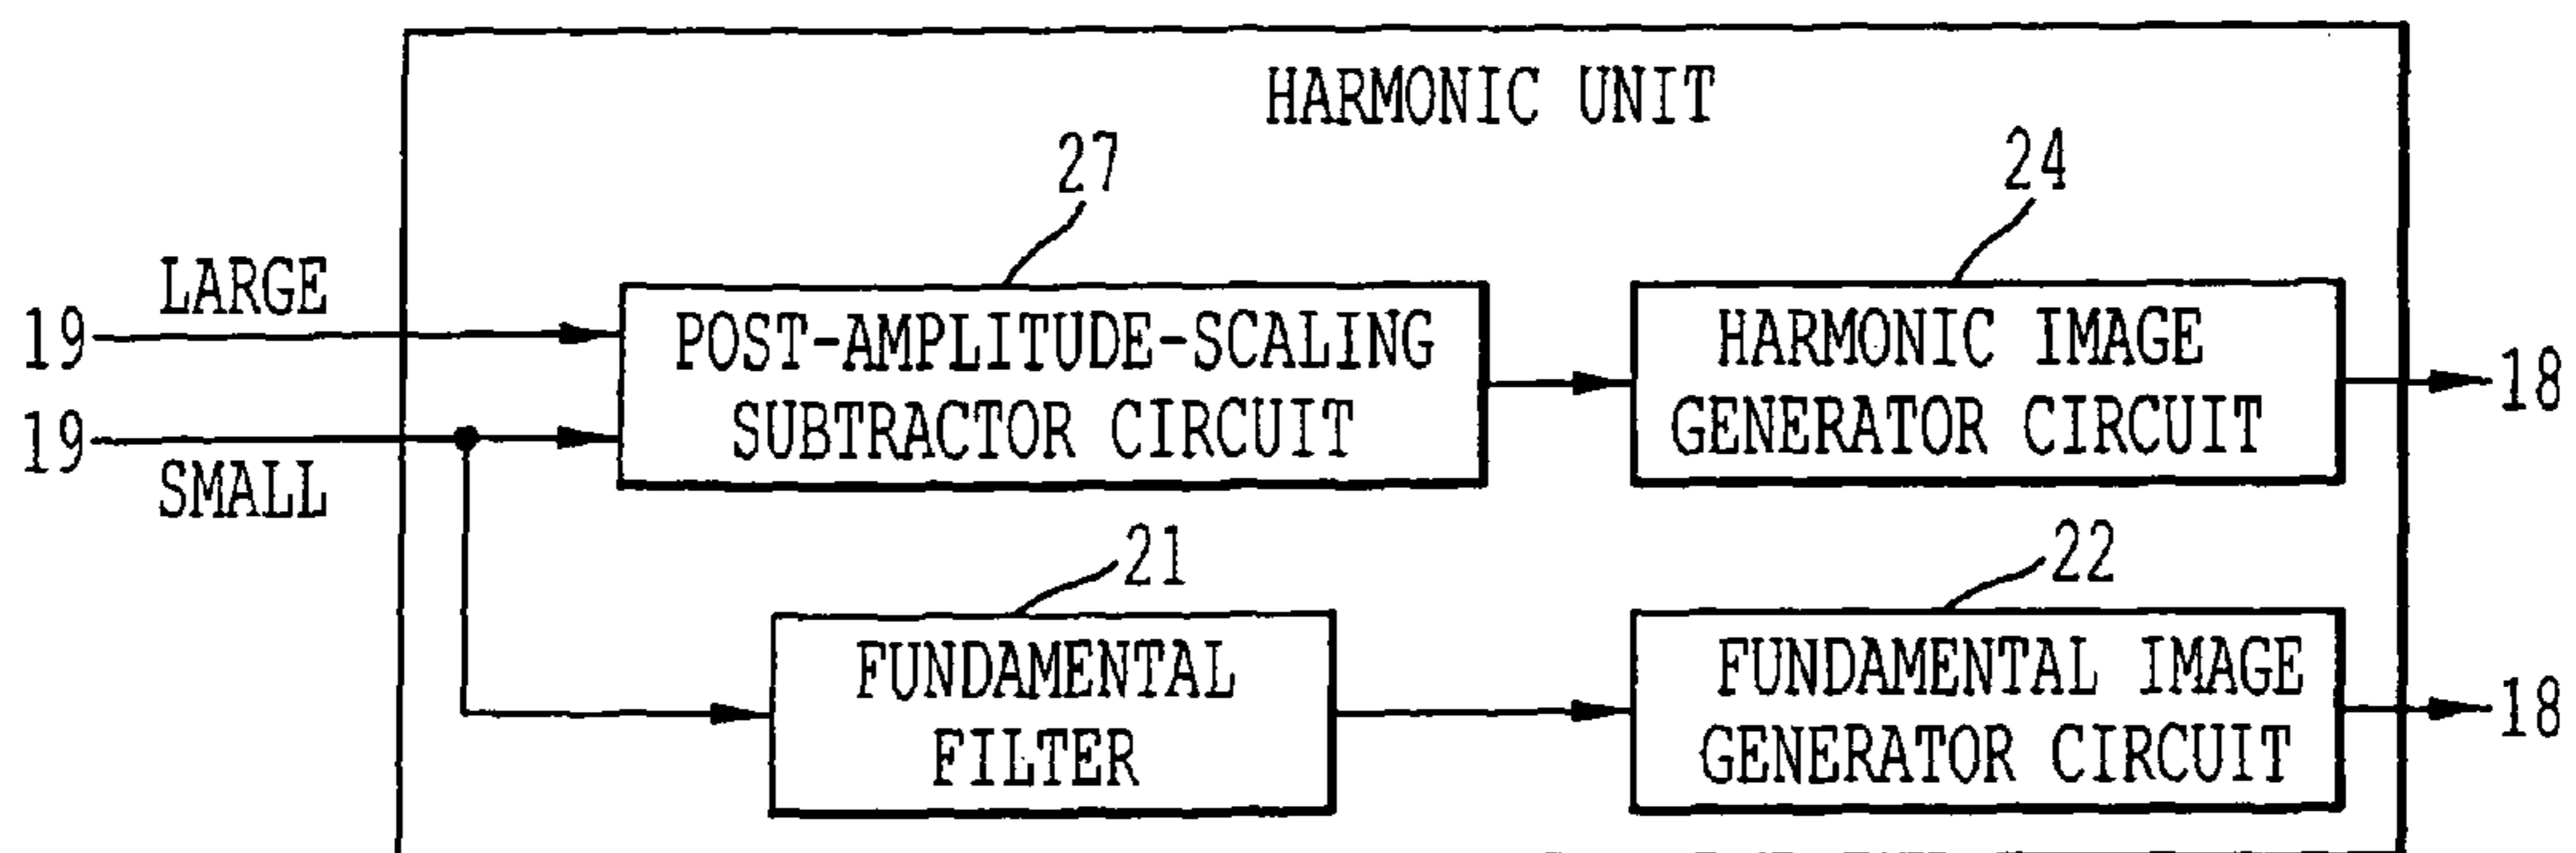 HARMONIC UNIT
27
24
19
LARGE
POST-AMPLITUDE-SCALING
SUBTRACTOR CIRCUIT
HARMONIC IMAGE
GENERATOR CIRCUIT
18
19
SMALL
21
22
FUNDAMENTAL
FILTER
FUNDAMENTAL IMAGE
GENERATOR CIRCUIT
18